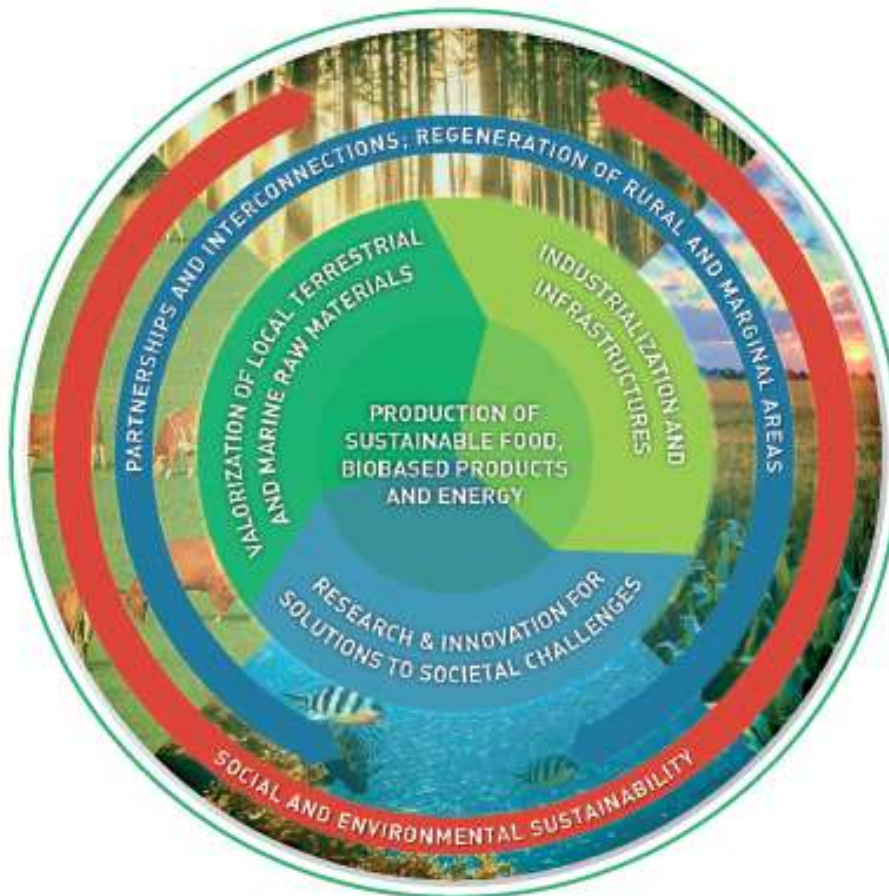 PARTNERSHIPS AND INTERCONNECTIONS; REGENERATION OF RURAL AND MARGINAL AREAS
VALORIZATION OF LOCAL TERRESTRIAL
AND MARINE RAW MATERIALS
INDUSTRIALIZATION AND
INFRASTRUCTURES
PRODUCTION OF
SUSTAINABLE FOOD,
BIOBASED PRODUCTS
AND ENERGY
RESEARCH & INNOVATION FOR
SOLUTIONS TO SOCIETAL CHALLENGES
SOCIAL AND ENVIRONMENTAL SUSTAINABILITY